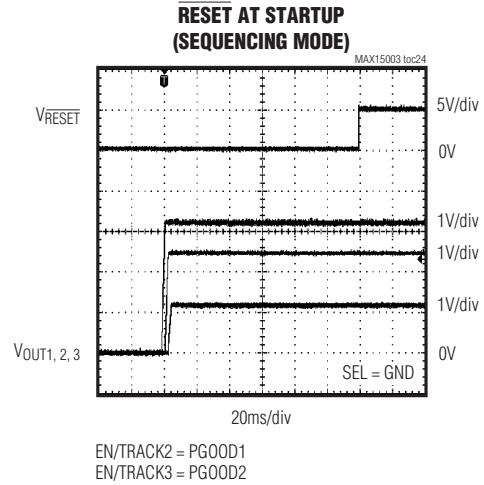 RESET AT STARTUP
(SEQUENCING MODE)
MAX15003 toc24
VRESET
5V/div
0V
1V/div
1V/div
1V/div
VOUT1, 2, 3
0V
SEL = GND
20ms/div
EN/TRACK2 = PGOOD1
EN/TRACK3 = PGOOD2